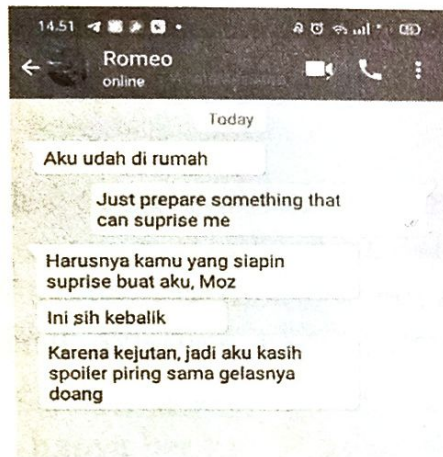 14.51
Romeo
online
Today
Aku udah di rumah
Just prepare something that
can suprise me
Harusnya kamu yang siapin
suprise buat aku, Moz
Ini sih kebalik
Karena kejutan, jadi aku kasih
spoiler piring sama gelasnya
doang